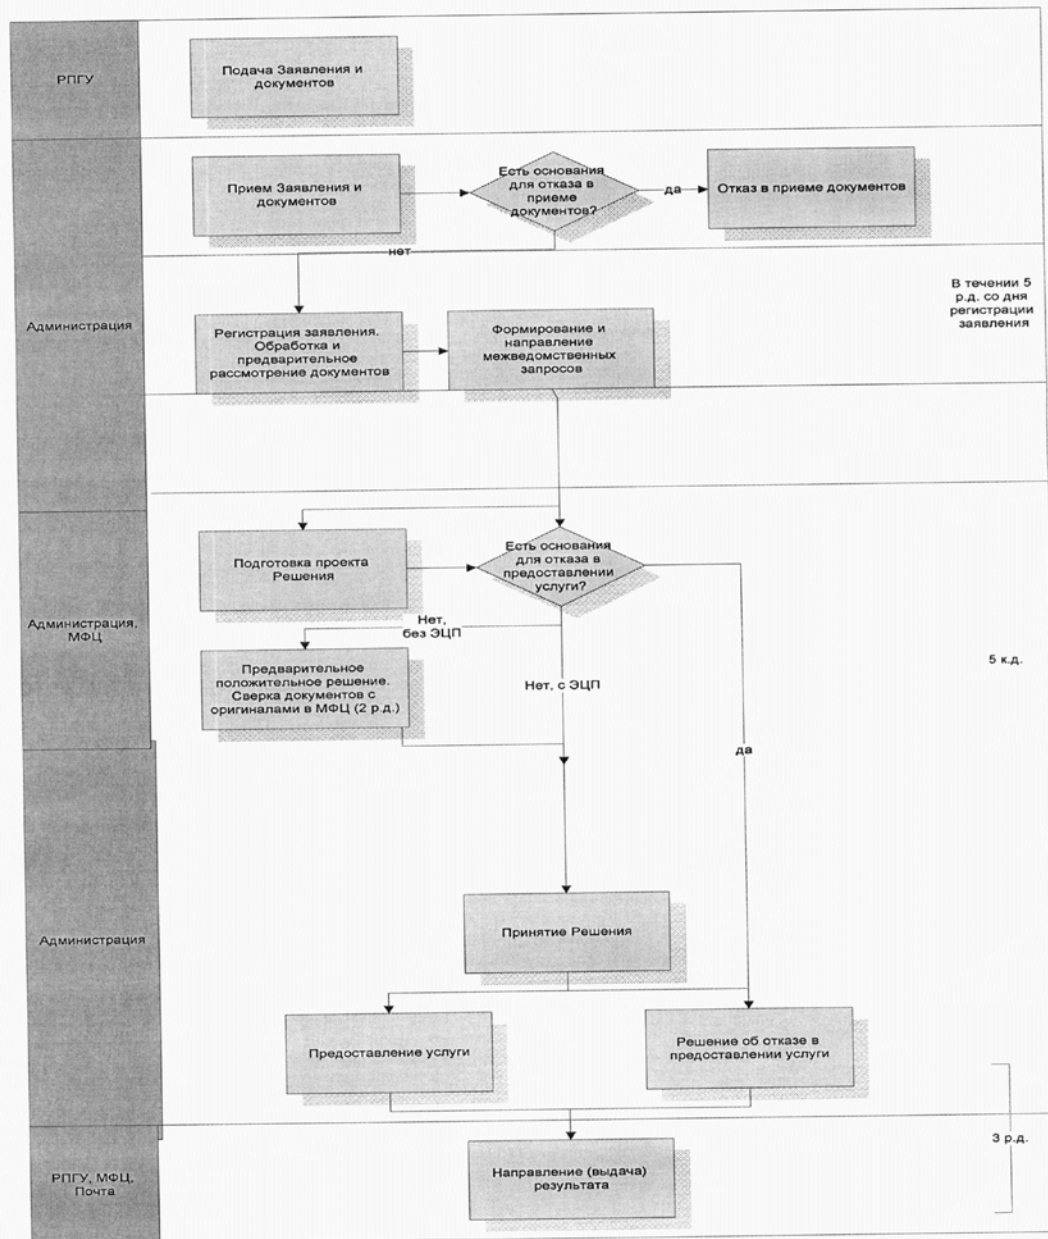 РПГУ
Подача Заявления и
документов
Администрация
Прием Заявления и
документов
Есть основания
для отказа в
приеме
документов?
да
Отказ в приеме документов
нет
Регистрация заявления.
Обработка и
предварительное
рассмотрение документов
Формирование и
направление
межведомственных
запросов
В течении 5
р.д. со дня
регистрации
заявления
Администрация,
МФЦ
Подготовка проекта
Решения
Есть основания
для отказа в
предоставлении
услуги?
Нет,
без ЭЦП
Предварительное
положительное решение.
Сверка документов с
оригиналами в МФЦ (2 р.д.)
Нет, с ЭЦП
да
5 к.д.
Администрация
Принятие Решения
Предоставление услуги
Решение об отказе в
предоставлении услуги
3 р.д.
РПГУ, МФЦ,
Почта
Направление (выдача)
результата